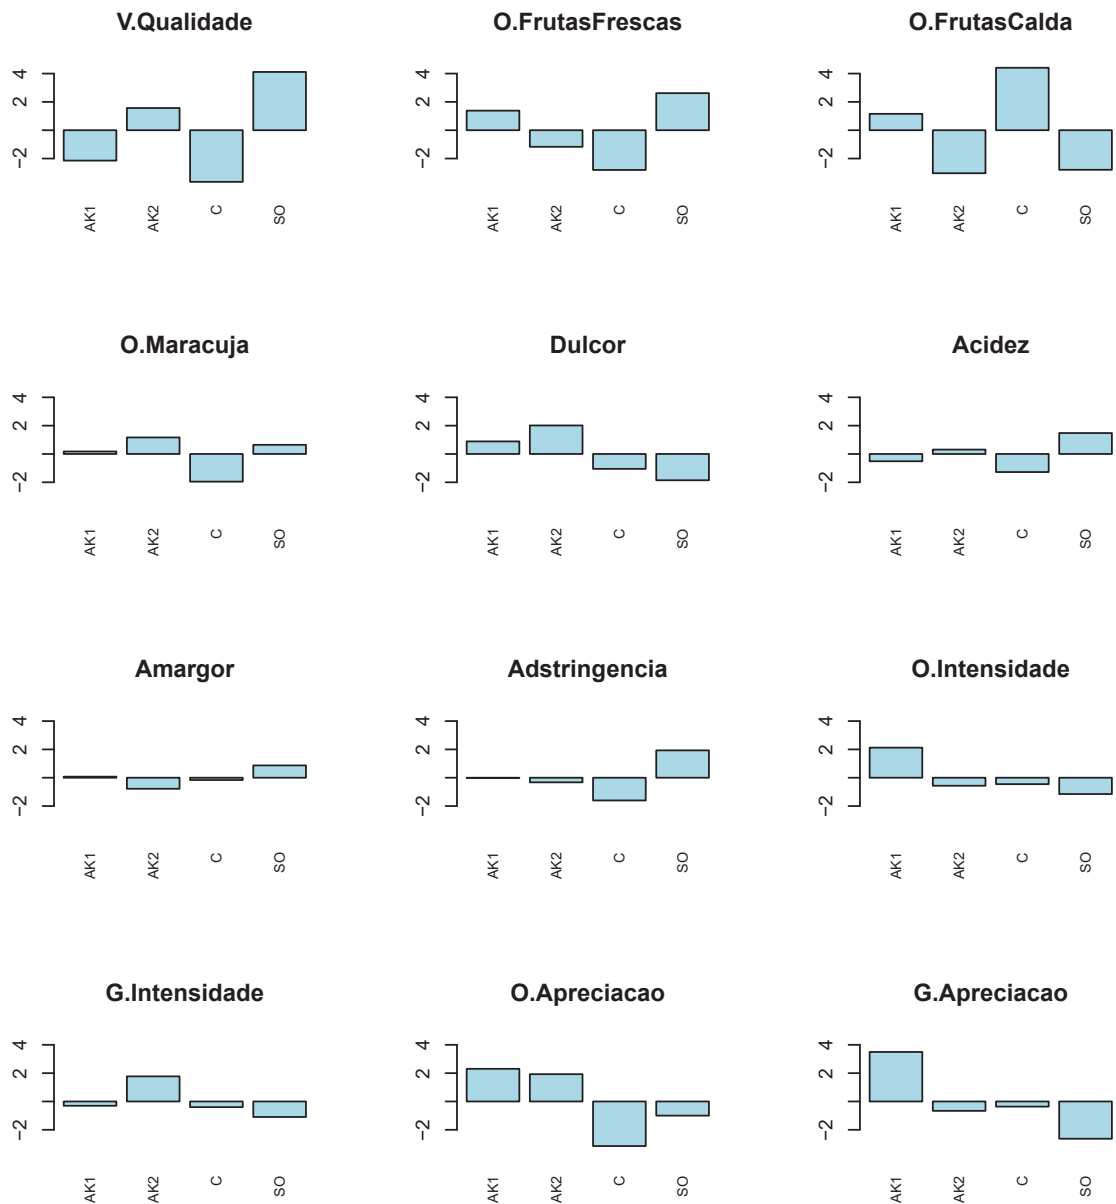 V.Qualidade O.FrutasFrescas O.FrutasCalda
4 4 4
2 2 2
−2 −2 −2
AK1 AK2 C SO AK1 AK2 C SO AK1 AK2 C SO
O.Maracuja Dulcor Acidez
4 4 4
2 2 2
−2 −2 −2
AK1 AK2 C SO AK1 AK2 C SO AK1 AK2 C SO
Amargor Adstringencia O.Intensidade
4 4 4
2 2 2
−2 −2 −2
AK1 AK2 C SO AK1 AK2 C SO AK1 AK2 C SO
G.Intensidade O.Apreciacao G.Apreciacao
4 4 4
2 2 2
−2 −2 −2
AK1 AK2 C SO AK1 AK2 C SO AK1 AK2 C SO